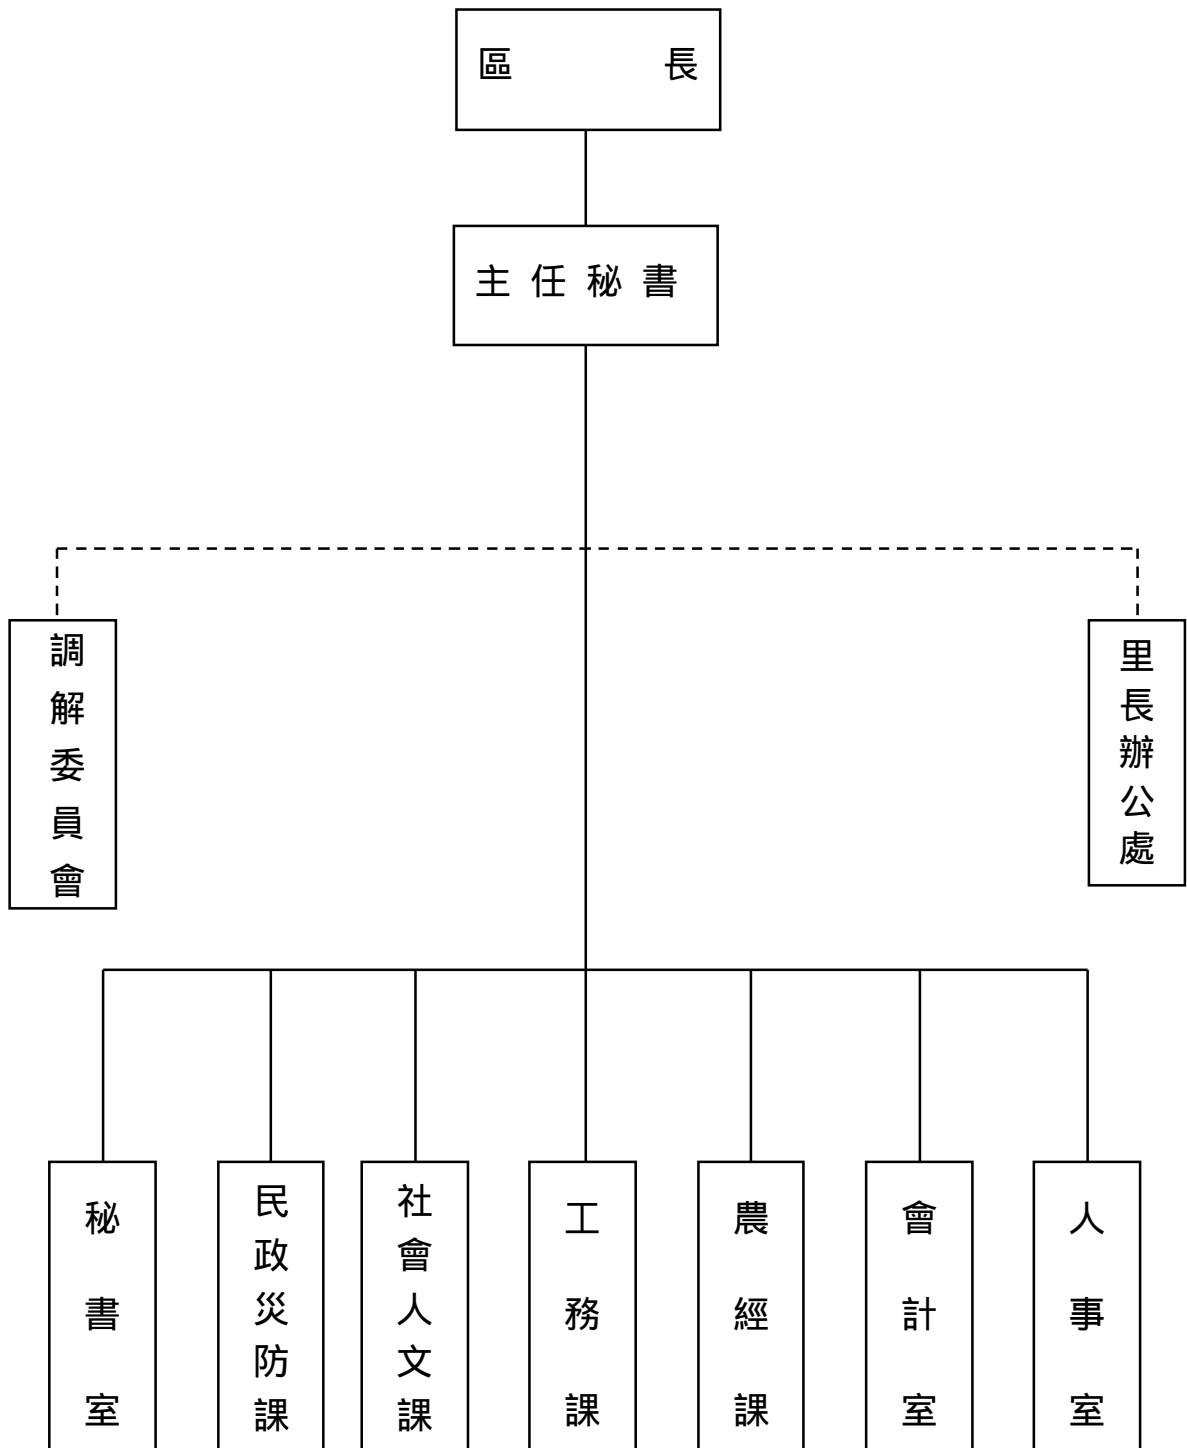 區長
主任秘書
調解委員會
里長辦公處
秘書室
民政災防課
社會人文課
工務課
農經課
會計室
人事室